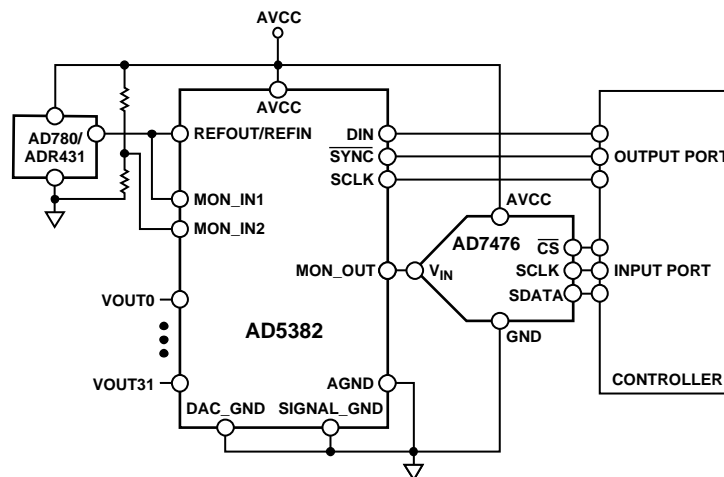 AVCC
AVCC
AD780/
ADR431
REFOUT/REFIN
DIN
SYNC
OUTPUT PORT
SCLK
MON_IN1
AVCC
MON_IN2
AD7476
CS
MON_OUT
VIN
SCLK
INPUT PORT
SDATA
VOUT0
AD5382
GND
VOUT31
AGND
CONTROLLER
DAC_GND
SIGNAL_GND